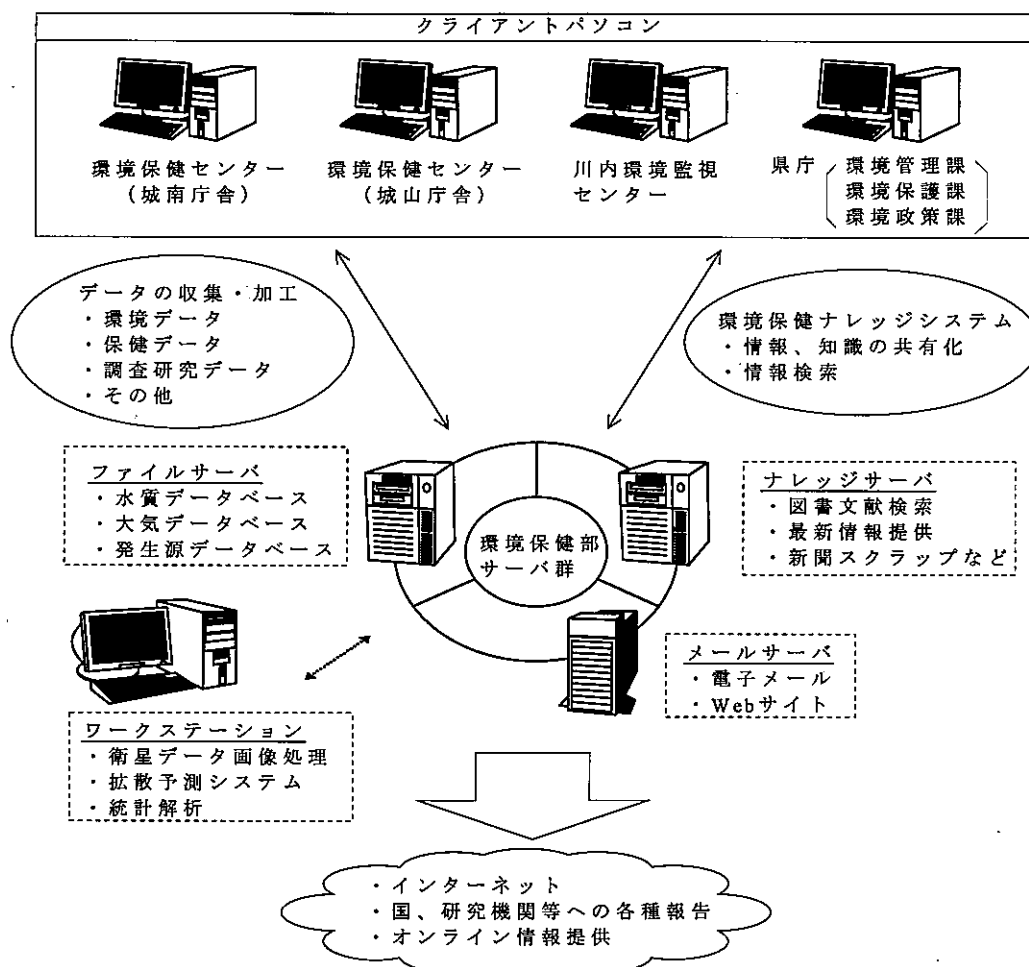 クライアントパソコン
環境保健センター
(城南庁舎)
環境保健センター
(城山庁舎)
川内環境監視
センター
県庁
環境管理課
環境保護課
環境政策課
データの収集・加工
・環境データ
・保健データ
・調査研究データ
・その他
環境保健ナレッジシステム
・情報、知識の共有化
・情報検索
ファイルサーバ
・水質データベース
・大気データベース
・発生源データベース
環境保健部
サーバ群
ナレッジサーバ
・図書文献検索
・最新情報提供
・新聞スクラップなど
メールサーバ
・電子メール
・Webサイト
ワークステーション
・衛星データ画像処理
・拡散予測システム
・統計解析
・インターネット
・国、研究機関等への各種報告
・オンライン情報提供